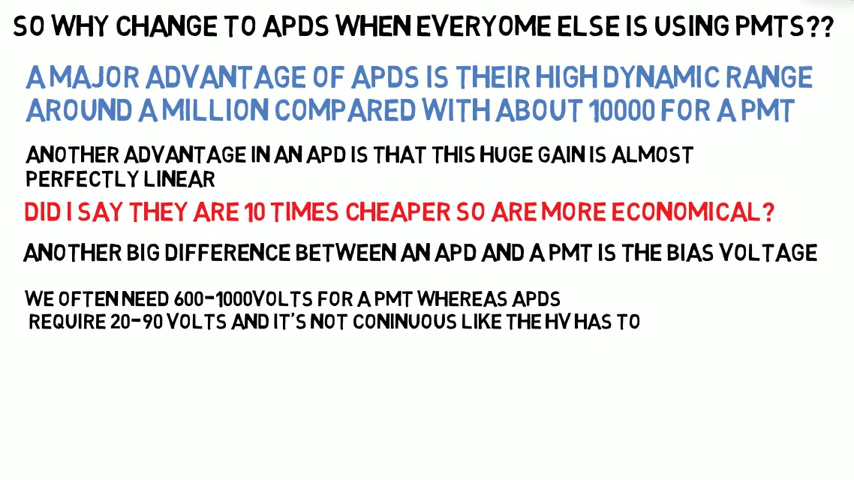 SO WHY CHANGE TO APDS WHEN EVERYOME ELSE IS USING PMTS??
A MAJOR ADVANTAGE OF APDS IS THEIR HIGH DYNAMIC RANGE
AROUND A MILLION COMPARED WITH ABOUT 10000 FOR A PMT
ANOTHER ADVANTAGE IN AN APD IS THAT THIS HUGE GAIN IS ALMOST
PERFECTLY LINEAR
DID I SAY THEY ARE 10 TIMES CHEAPER SO ARE MORE ECONOMICAL?
ANOTHER BIG DIFFERENCE BETWEEN AN APD AND A PMT IS THE BIAS VOLTAGE
WE OFTEN NEED 600-1000VOLTS FOR A PMT WHEREAS APDS
REQUIRE 20-90 VOLTS AND IT'S NOT CONINUOUS LIKE THE HV HAS TO